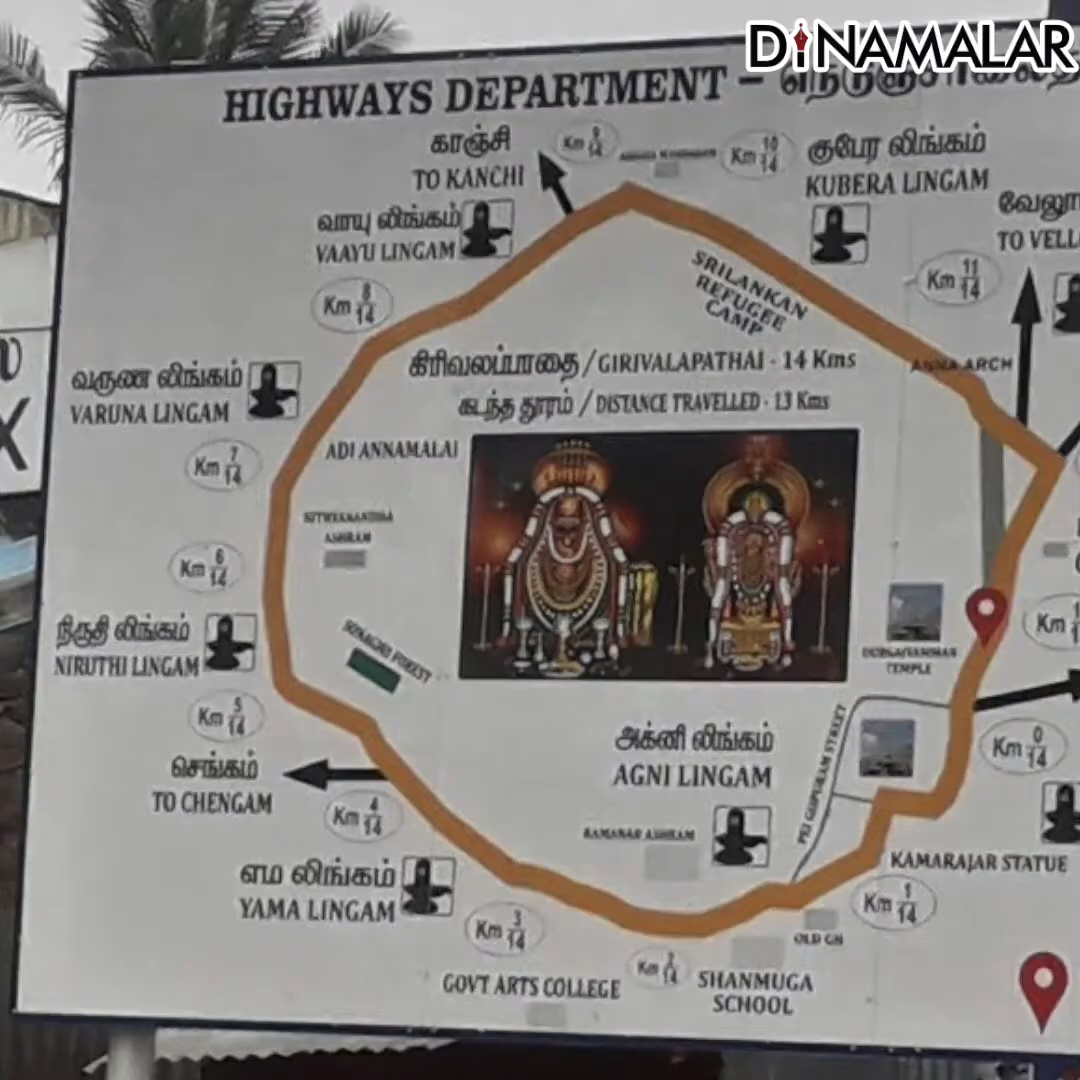 DINAMALAR
HIGHWAYS DEPARTMENT -
காஞ்சி
TO KANCHI
Km 9/14
Km 10/14
குபேர லிங்கம்
KUBERA LINGAM
வாயு லிங்கம்
VAAYU LINGAM
வேலூ
TO VELL
Km 11/14
Km 8/14
SRILANKAN
REFUGEE
CAMP
ANNA ARCH
கிரிவலப்பாதை / GIRIVALAPATHAI - 14 Kms
கடந்த தூரம் / DISTANCE TRAVELLED - 13 Kms
வருண லிங்கம்
VARUNA LINGAM
ADI ANNAMALAI
Km 7/14
ASHRAM
Km 6/14
நிருதி லிங்கம்
NIRUTHI LINGAM
SONAGIRI FOREST
TEMPLE
Km 1
Km 5/14
அக்னி லிங்கம்
AGNI LINGAM
PEI GOPURAM STREET
Km 0/14
செங்கம்
TO CHENGAM
Km 4/14
RAMANAR ASHRAM
KAMARAJAR STATUE
எம லிங்கம்
YAMA LINGAM
Km 1/14
Km 3/14
OLD GH
Km 2/14
GOVT ARTS COLLEGE
SHANMUGA
SCHOOL